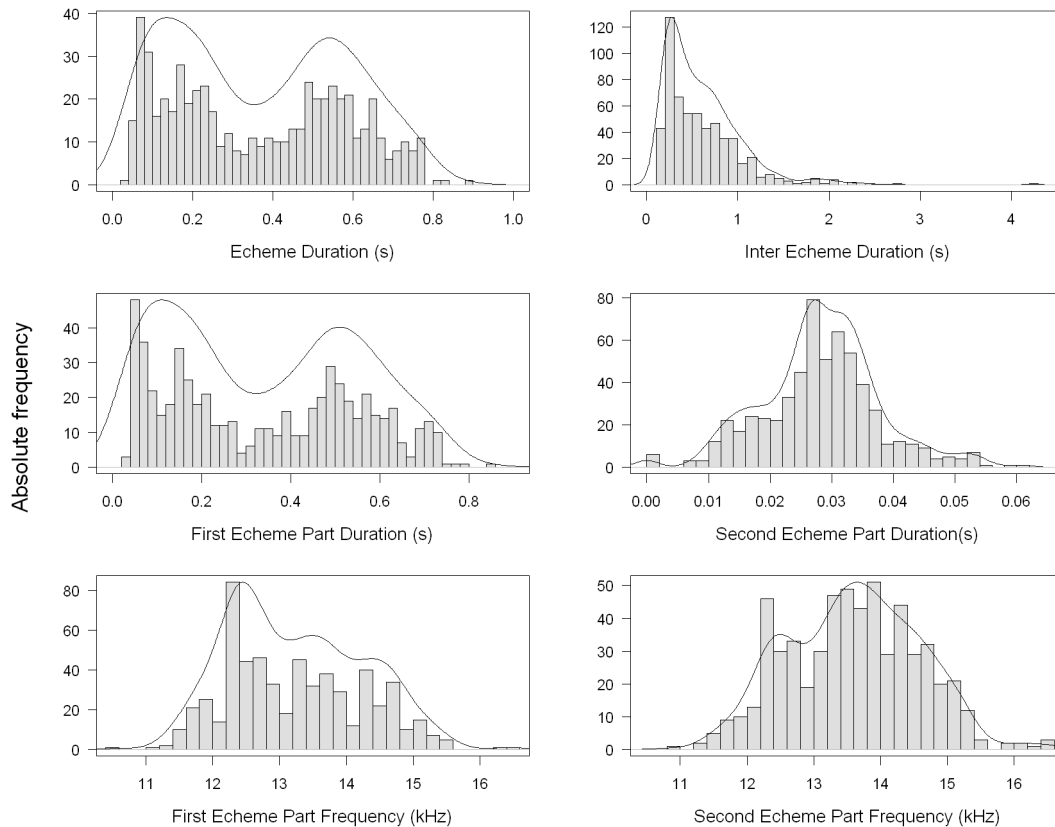 Absolute frequency
40
30
20
10
0
0.0 0.2 0.4 0.6 0.8 1.0
Echeme Duration (s)
120
100
80
60
40
20
0
0 1 2 3 4
Inter Echeme Duration (s)
40
30
20
10
0
0.0 0.2 0.4 0.6 0.8
First Echeme Part Duration (s)
80
60
40
20
0
0.00 0.01 0.02 0.03 0.04 0.05 0.06
Second Echeme Part Duration(s)
80
60
40
20
0
11 12 13 14 15 16
First Echeme Part Frequency (kHz)
50
40
30
20
10
0
11 12 13 14 15 16
Second Echeme Part Frequency (kHz)